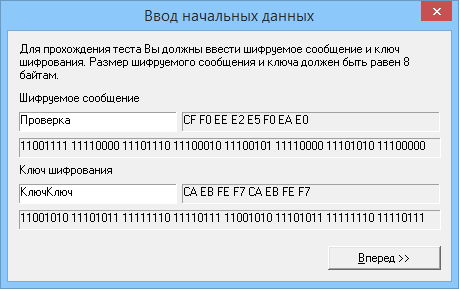 Ввод начальных данных
Для прохождения теста Вы должны ввести шифруемое сообщение и ключ
шифрования. Размер шифруемого сообщения и ключа должен быть равен 8
байтам.
Шифруемое сообщение
Проверка CF F0 EE E2 E5 F0 EA E0
11001111 11110000 11101110 11100010 11100101 11110000 11101010 11100000
Ключ шифрования
КлючКлюч CA EB FE F7 CA EB FE F7
11001010 11101011 11111110 11110111 11001010 11101011 11111110 11110111
Вперед >>